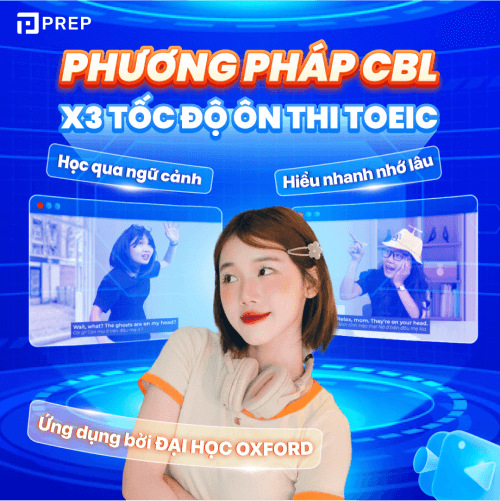 PREP
PHƯƠNG PHÁP CBL
X3 TỐC ĐỘ ÔN THI TOEIC
Học qua ngữ cảnh
Hiểu nhanh nhớ lâu
Wait, what? The ghosts are on my head?
Relax, mom. They're on your head.
Ứng dụng bởi ĐẠI HỌC OXFORD